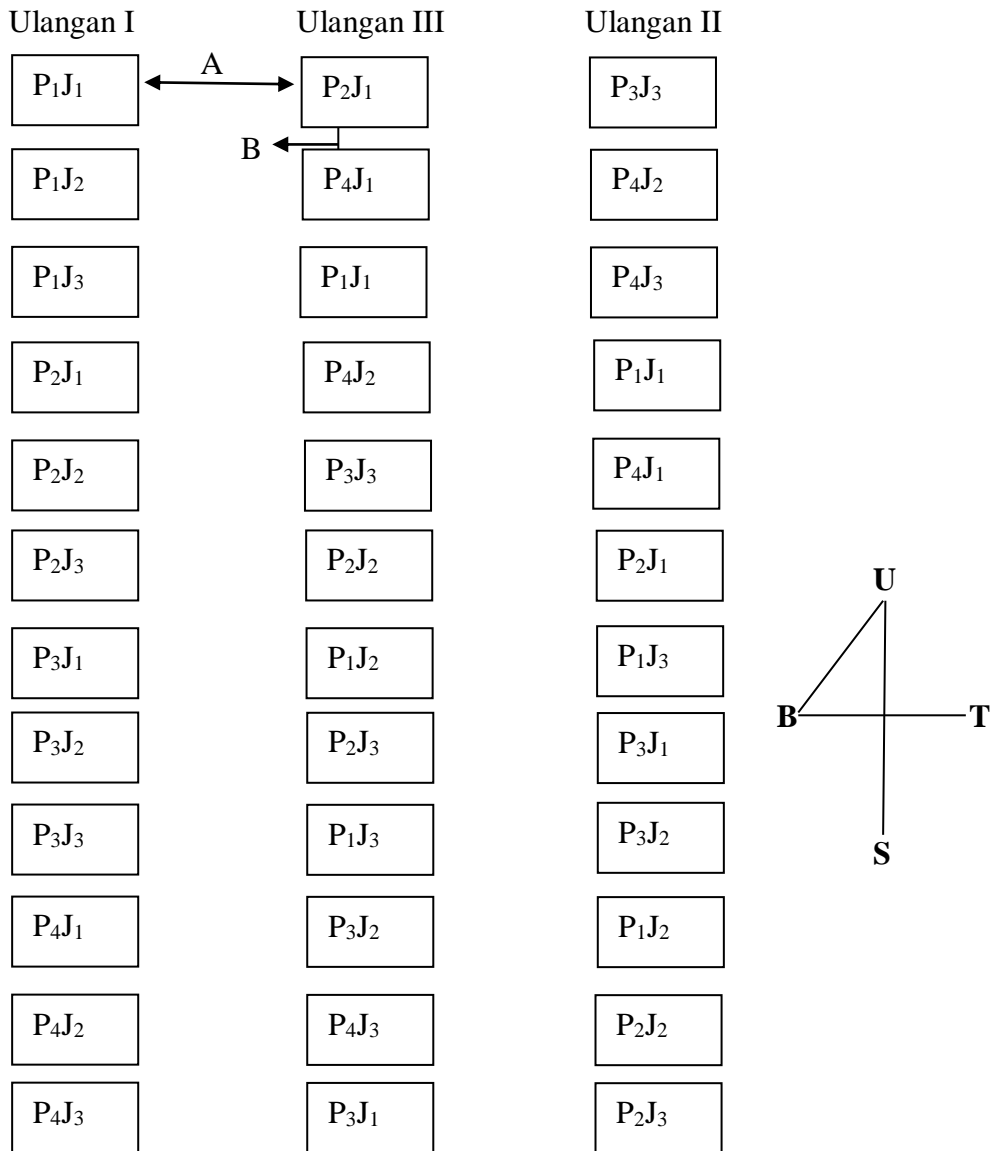 Ulangan I Ulangan III Ulangan II
P₁J₁ A P₂J₁ P₃J₃
B
P₁J₂ P₄J₁ P₄J₂
P₁J₃ P₁J₁ P₄J₃
P₂J₁ P₄J₂ P₁J₁
P₂J₂ P₃J₃ P₄J₁
P₂J₃ P₂J₂ P₂J₁
U
P₃J₁ P₁J₂ P₁J₃
B T
P₃J₂ P₂J₃ P₃J₁
P₃J₃ P₁J₃ P₃J₂
S
P₄J₁ P₃J₂ P₁J₂
P₄J₂ P₄J₃ P₂J₂
P₄J₃ P₃J₁ P₂J₃